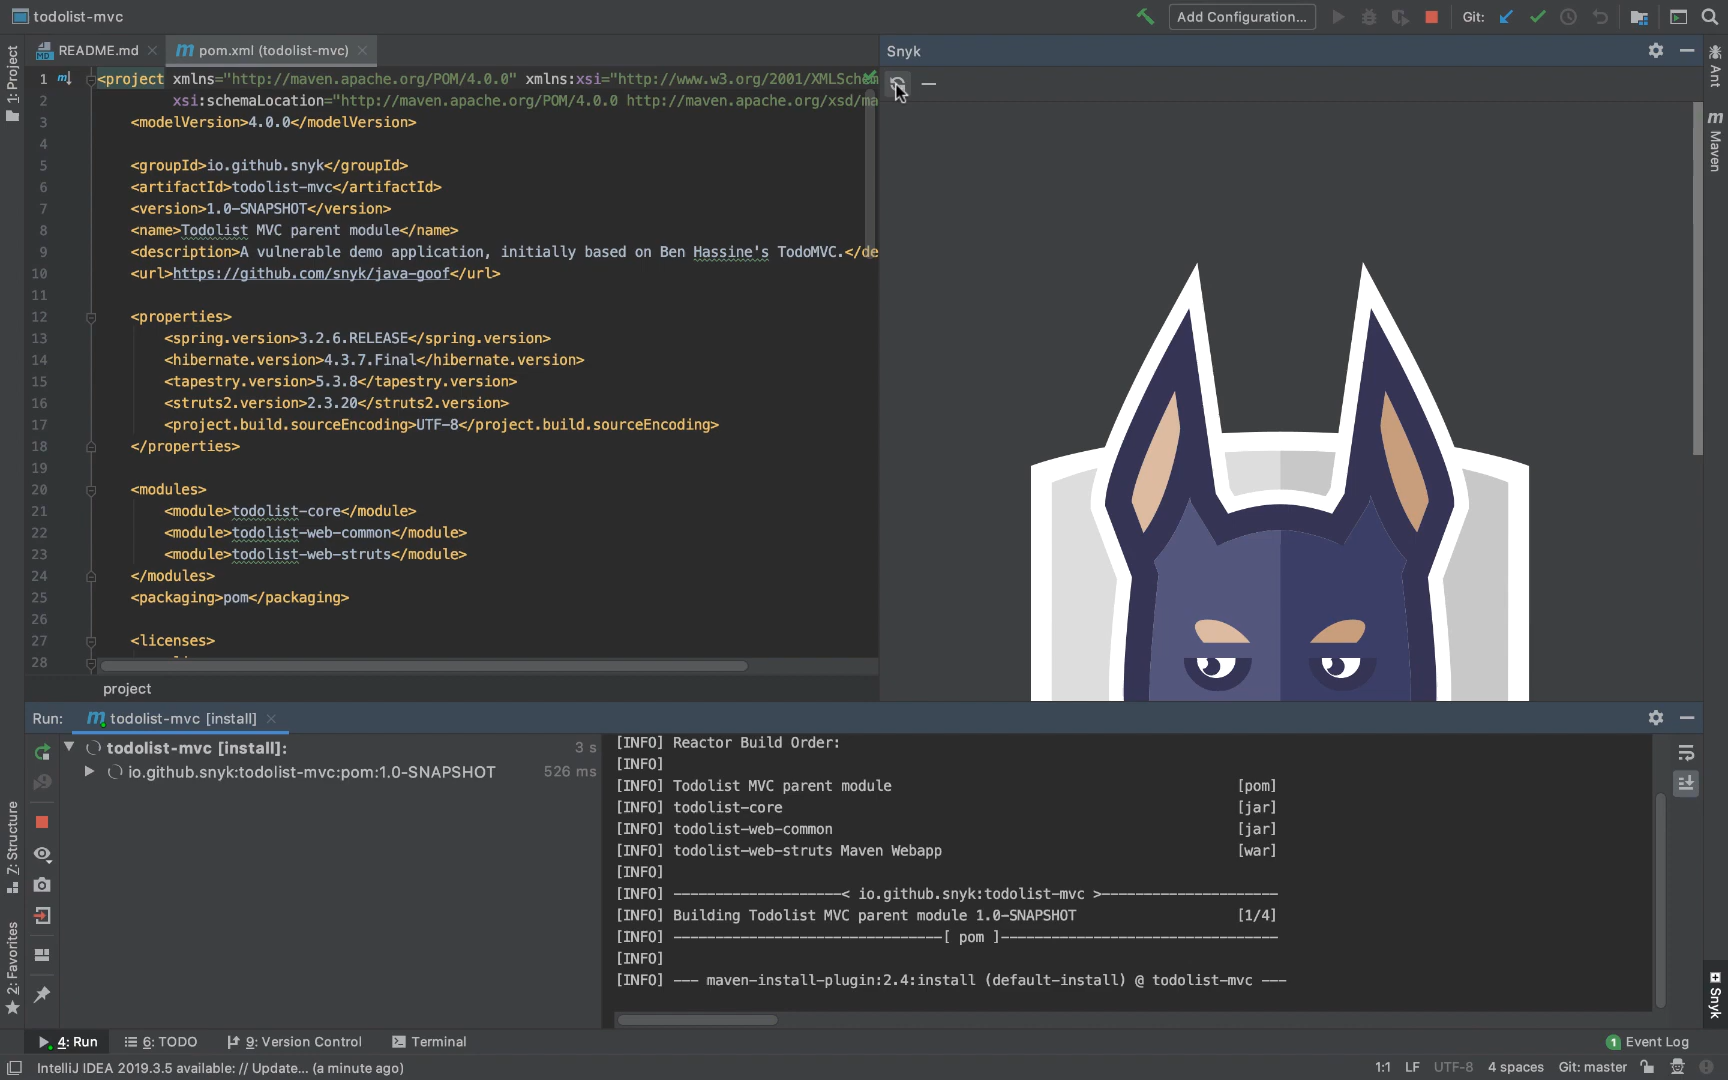 todolist-mvc
Add Configuration...
Git:
1: Project
README.md
pom.xml (todolist-mvc)
Snyk
Ant
Maven
1 <project xmlns="http://maven.apache.org/POM/4.0.0" xmlns:xsi="http://www.w3.org/2001/XMLSchem
2 xsi:schemaLocation="http://maven.apache.org/POM/4.0.0 http://maven.apache.org/xsd/ma
3 <modelVersion>4.0.0</modelVersion>
4
5 <groupId>io.github.snyk</groupId>
6 <artifactId>todolist-mvc</artifactId>
7 <version>1.0-SNAPSHOT</version>
8 <name>Todolist MVC parent module</name>
9 <description>A vulnerable demo application, initially based on Ben Hassine's TodoMVC.</de
10 <url>https://github.com/snyk/java-goof</url>
11
12 <properties>
13 <spring.version>3.2.6.RELEASE</spring.version>
14 <hibernate.version>4.3.7.Final</hibernate.version>
15 <tapestry.version>5.3.8</tapestry.version>
16 <struts2.version>2.3.20</struts2.version>
17 <project.build.sourceEncoding>UTF-8</project.build.sourceEncoding>
18 </properties>
19
20 <modules>
21 <module>todolist-core</module>
22 <module>todolist-web-common</module>
23 <module>todolist-web-struts</module>
24 </modules>
25 <packaging>pom</packaging>
26
27 <licenses>
28
project
Run: todolist-mvc [install]
todolist-mvc [install]: 3 s
io.github.snyk:todolist-mvc:pom:1.0-SNAPSHOT 526 ms
[INFO] Reactor Build Order:
[INFO]
[INFO] Todolist MVC parent module [pom]
[INFO] todolist-core [jar]
[INFO] todolist-web-common [jar]
[INFO] todolist-web-struts Maven Webapp [war]
[INFO]
[INFO] --------------------< io.github.snyk:todolist-mvc >---------------------
[INFO] Building Todolist MVC parent module 1.0-SNAPSHOT [1/4]
[INFO] --------------------------------[ pom ]---------------------------------
[INFO]
[INFO] --- maven-install-plugin:2.4:install (default-install) @ todolist-mvc ---
Z: Structure
2: Favorites
Snyk
4: Run
6: TODO
9: Version Control
Terminal
1 Event Log
IntelliJ IDEA 2019.3.5 available: // Update... (a minute ago)
1:1 LF UTF-8 4 spaces Git: master